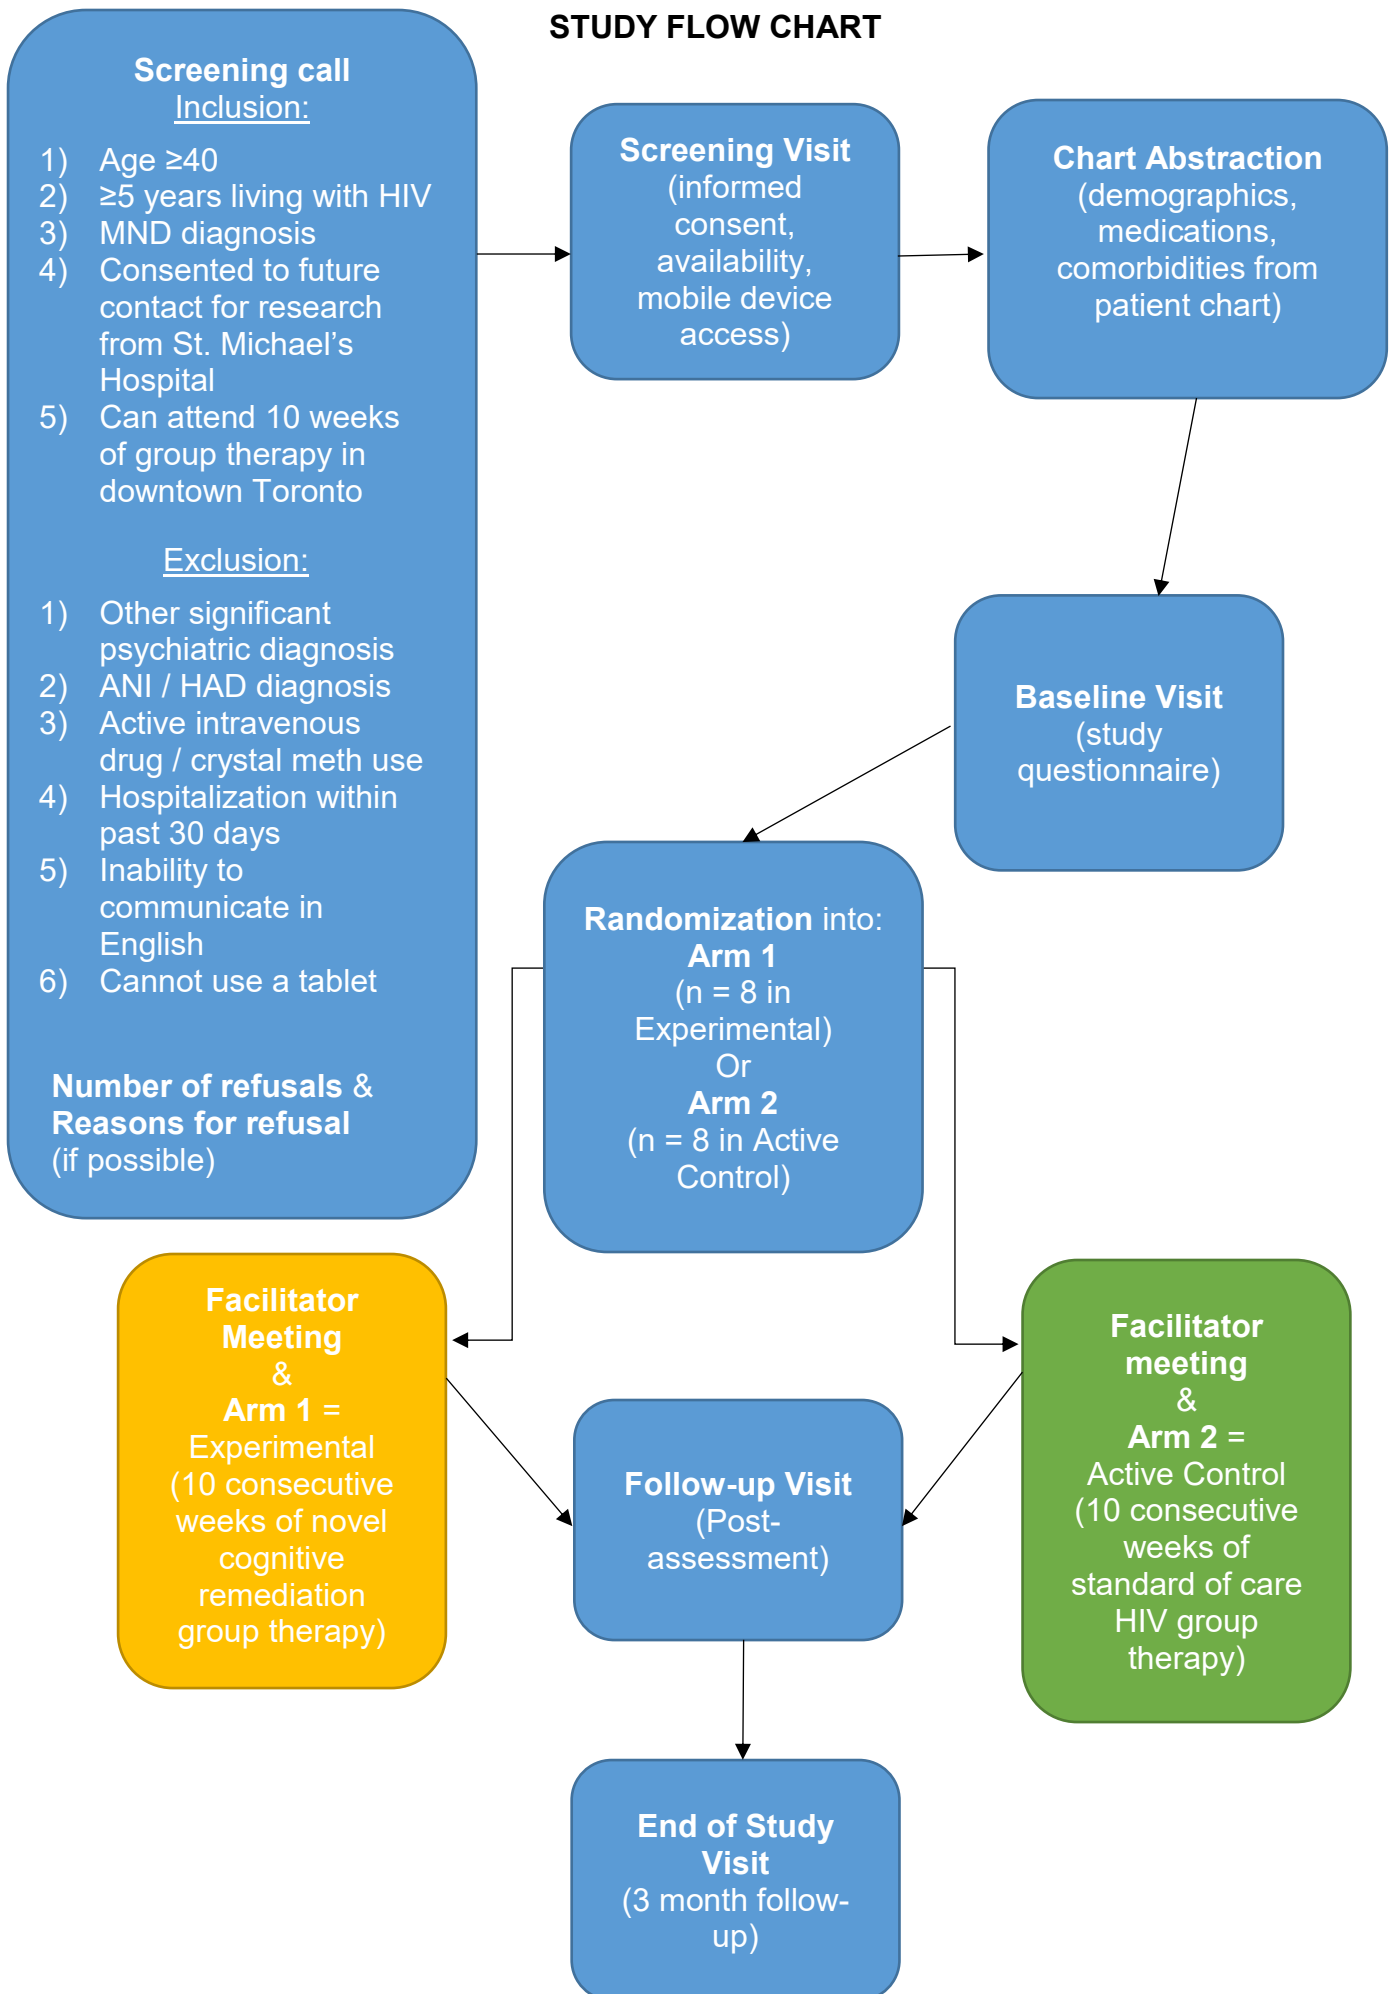 STUDY FLOW CHART
Screening call
Inclusion:
1) Age ≥40
2) ≥5 years living with HIV
3) MND diagnosis
4) Consented to future
contact for research
from St. Michael’s
Hospital
5) Can attend 10 weeks
of group therapy in
downtown Toronto
Exclusion:
1) Other significant
psychiatric diagnosis
2) ANI / HAD diagnosis
3) Active intravenous
drug / crystal meth use
4) Hospitalization within
past 30 days
5) Inability to
communicate in
English
6) Cannot use a tablet
Number of refusals &
Reasons for refusal
(if possible)
Screening Visit
(informed
consent,
availability,
mobile device
access)
Chart Abstraction
(demographics,
medications,
comorbidities from
patient chart)
Baseline Visit
(study
questionnaire)
Randomization into:
Arm 1
(n = 8 in
Experimental)
Or
Arm 2
(n = 8 in Active
Control)
Facilitator
Meeting
&
Arm 1 =
Experimental
(10 consecutive
weeks of novel
cognitive
remediation
group therapy)
Facilitator
meeting
&
Arm 2 =
Active Control
(10 consecutive
weeks of
standard of care
HIV group
therapy)
Follow-up Visit
(Post-
assessment)
End of Study
Visit
(3 month follow-
up)